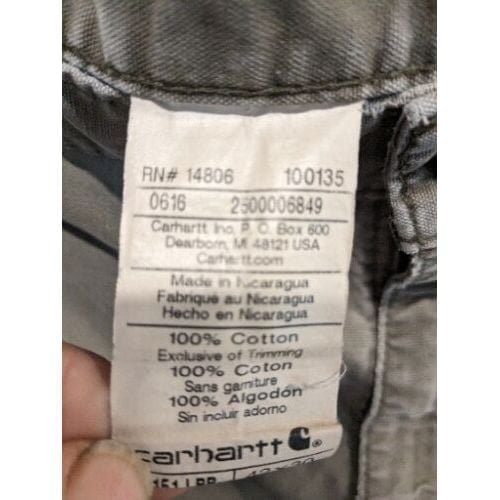 RN# 14806 100135
0616 2500006849
Carhartt Inc, P. O. Box 600
Dearborn, MI 48121 USA
Carhartt.com
Made in Nicaragua
Fabriqué au Nicaragua
Hecho en Nicaragua
100% Cotton
Exclusive of Trimming
100% Coton
Sans garniture
100% Algodón
Sin incluir adorno
carhartt